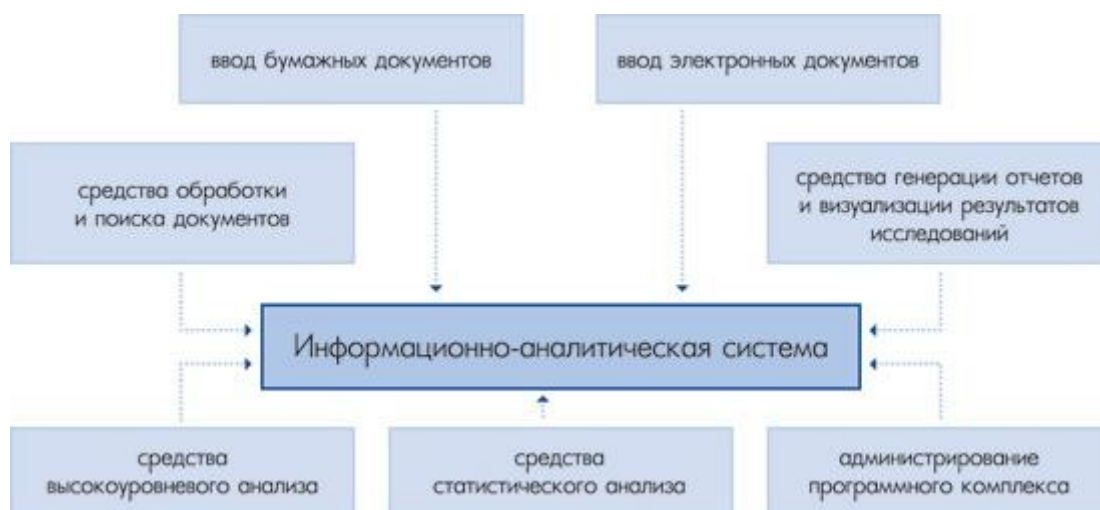 ввод бумажных документов
ввод электронных документов
средства обработки
и поиска документов
средства генерации отчетов
и визуализации результатов
исследований
Информационно-аналитическая система
средства
высокоуровневого анализа
средства
статистического анализа
администрирование
программного комплекса